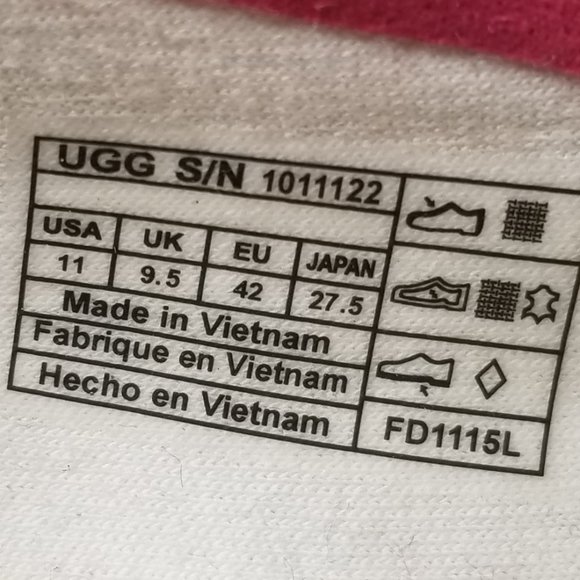 UGG S/N 1011122
USA UK EU JAPAN
11 9.5 42 27.5
Made in Vietnam
Fabriqué en Vietnam
Hecho en Vietnam
FD1115L